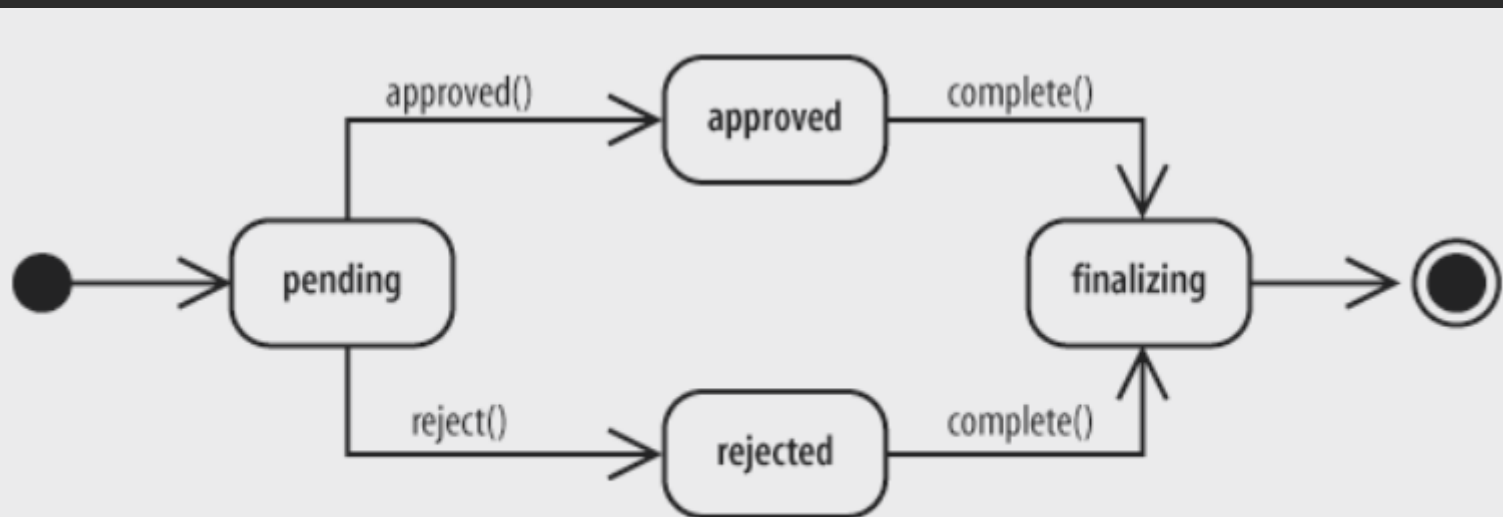 approved()
approved
complete()
pending
finalizing
reject()
rejected
complete()